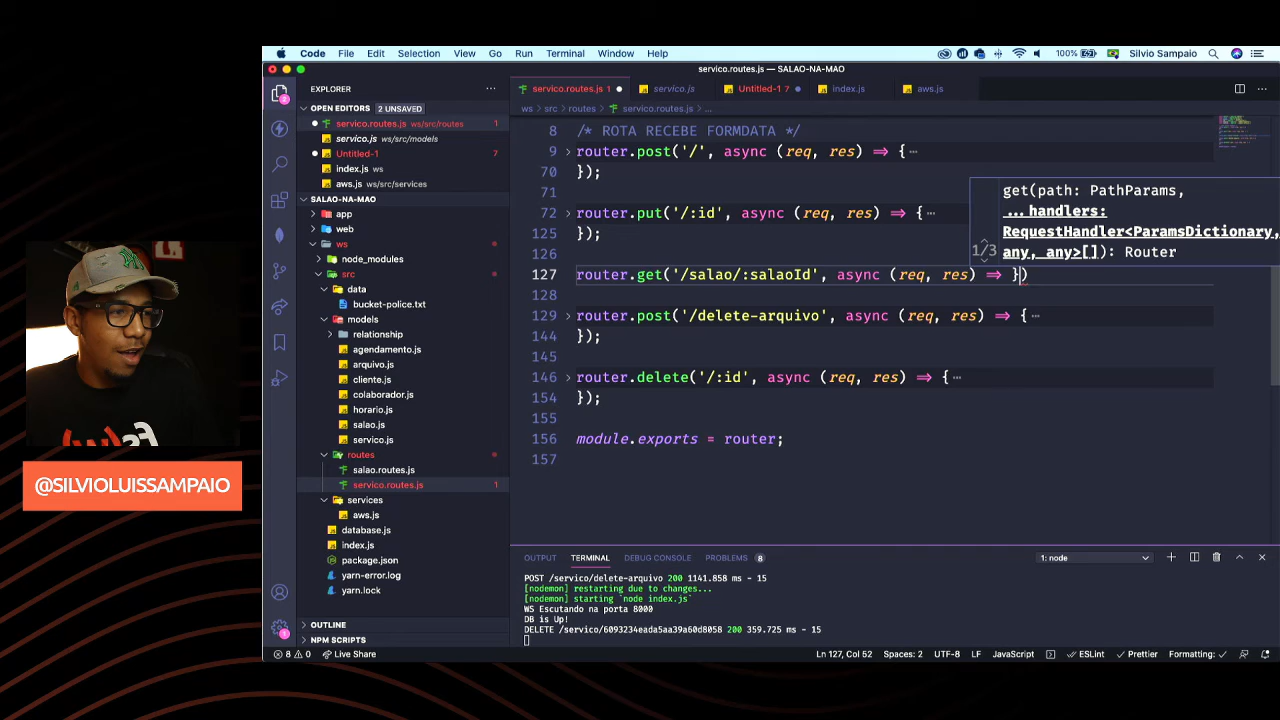 Code File Edit Selection View Go Run Terminal Window Help 100% Silvio Sampaio
servico.routes.js — SALAO-NA-MAO
EXPLORER
servico.routes.js 1 servico.js Untitled-1 7 index.js aws.js
OPEN EDITORS 2 UNSAVED
ws › src › routes › servico.routes.js › ...
servico.routes.js ws/src/routes 1
servico.js ws/src/models
Untitled-1 7
index.js ws/src
aws.js ws/src/services
SALAO-NA-MAO
app
web
ws
node_modules
src
data
bucket-police.txt
models
relationship
agendamento.js
arquivo.js
cliente.js
colaborador.js
horario.js
salao.js
servico.js
routes
salao.routes.js
servico.routes.js 1
services
aws.js
database.js
index.js
package.json
yarn-error.log
yarn.lock
OUTLINE
NPM SCRIPTS
8 /* ROTA RECEBE FORMDATA */
9 router.post('/', async (req, res) => {
70 });
71
72 router.put('/:id', async (req, res) => {
125 });
126
127 router.get('/salao/:salaoId', async (req, res) => })
128
129 router.post('/delete-arquivo', async (req, res) => {
144 });
145
146 router.delete('/:id', async (req, res) => {
154 });
155
156 module.exports = router;
157
get(path: PathParams,
...handlers:
RequestHandler<ParamsDictionary,
1/3 any, any>[]): Router
OUTPUT TERMINAL DEBUG CONSOLE PROBLEMS 8 1: node
POST /servico/delete-arquivo 200 1141.858 ms - 15
[nodemon] restarting due to changes...
[nodemon] starting `node index.js`
WS Escutando na porta 8000
DB is Up!
DELETE /servico/6093234eada5aa39a60d8058 200 359.725 ms - 15
8 0 Live Share Ln 127, Col 52 Spaces: 2 UTF-8 LF JavaScript ESLint Prettier Formatting:
@SILVIOLUISSAMPAIO